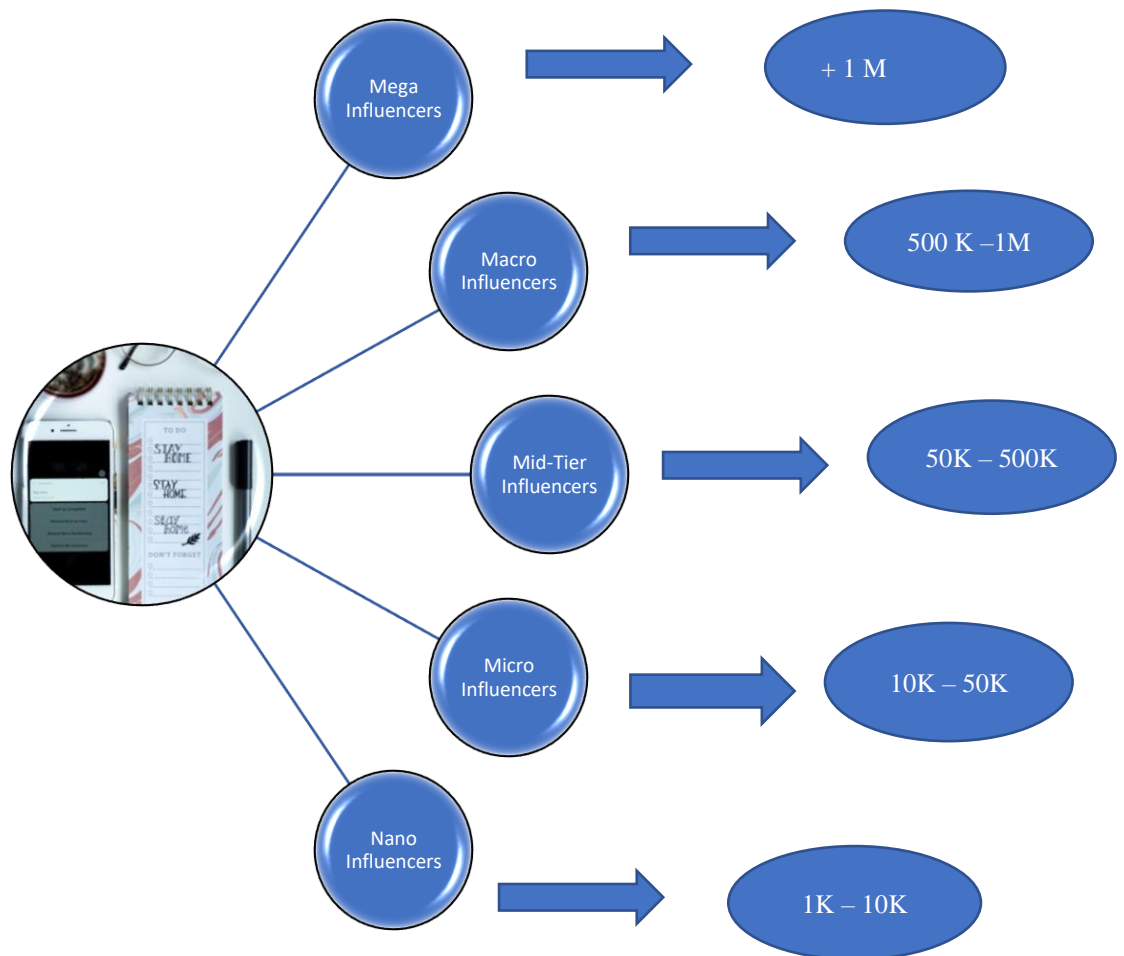 Mega
Influencers
+ 1 M
Macro
Influencers
500 K –1M
TO DO
STAY
HOME
STAY
HOME
STAY
HOME
DON'T FORGET
Mid-Tier
Influencers
50K – 500K
Micro
Influencers
10K – 50K
Nano
Influencers
1K – 10K